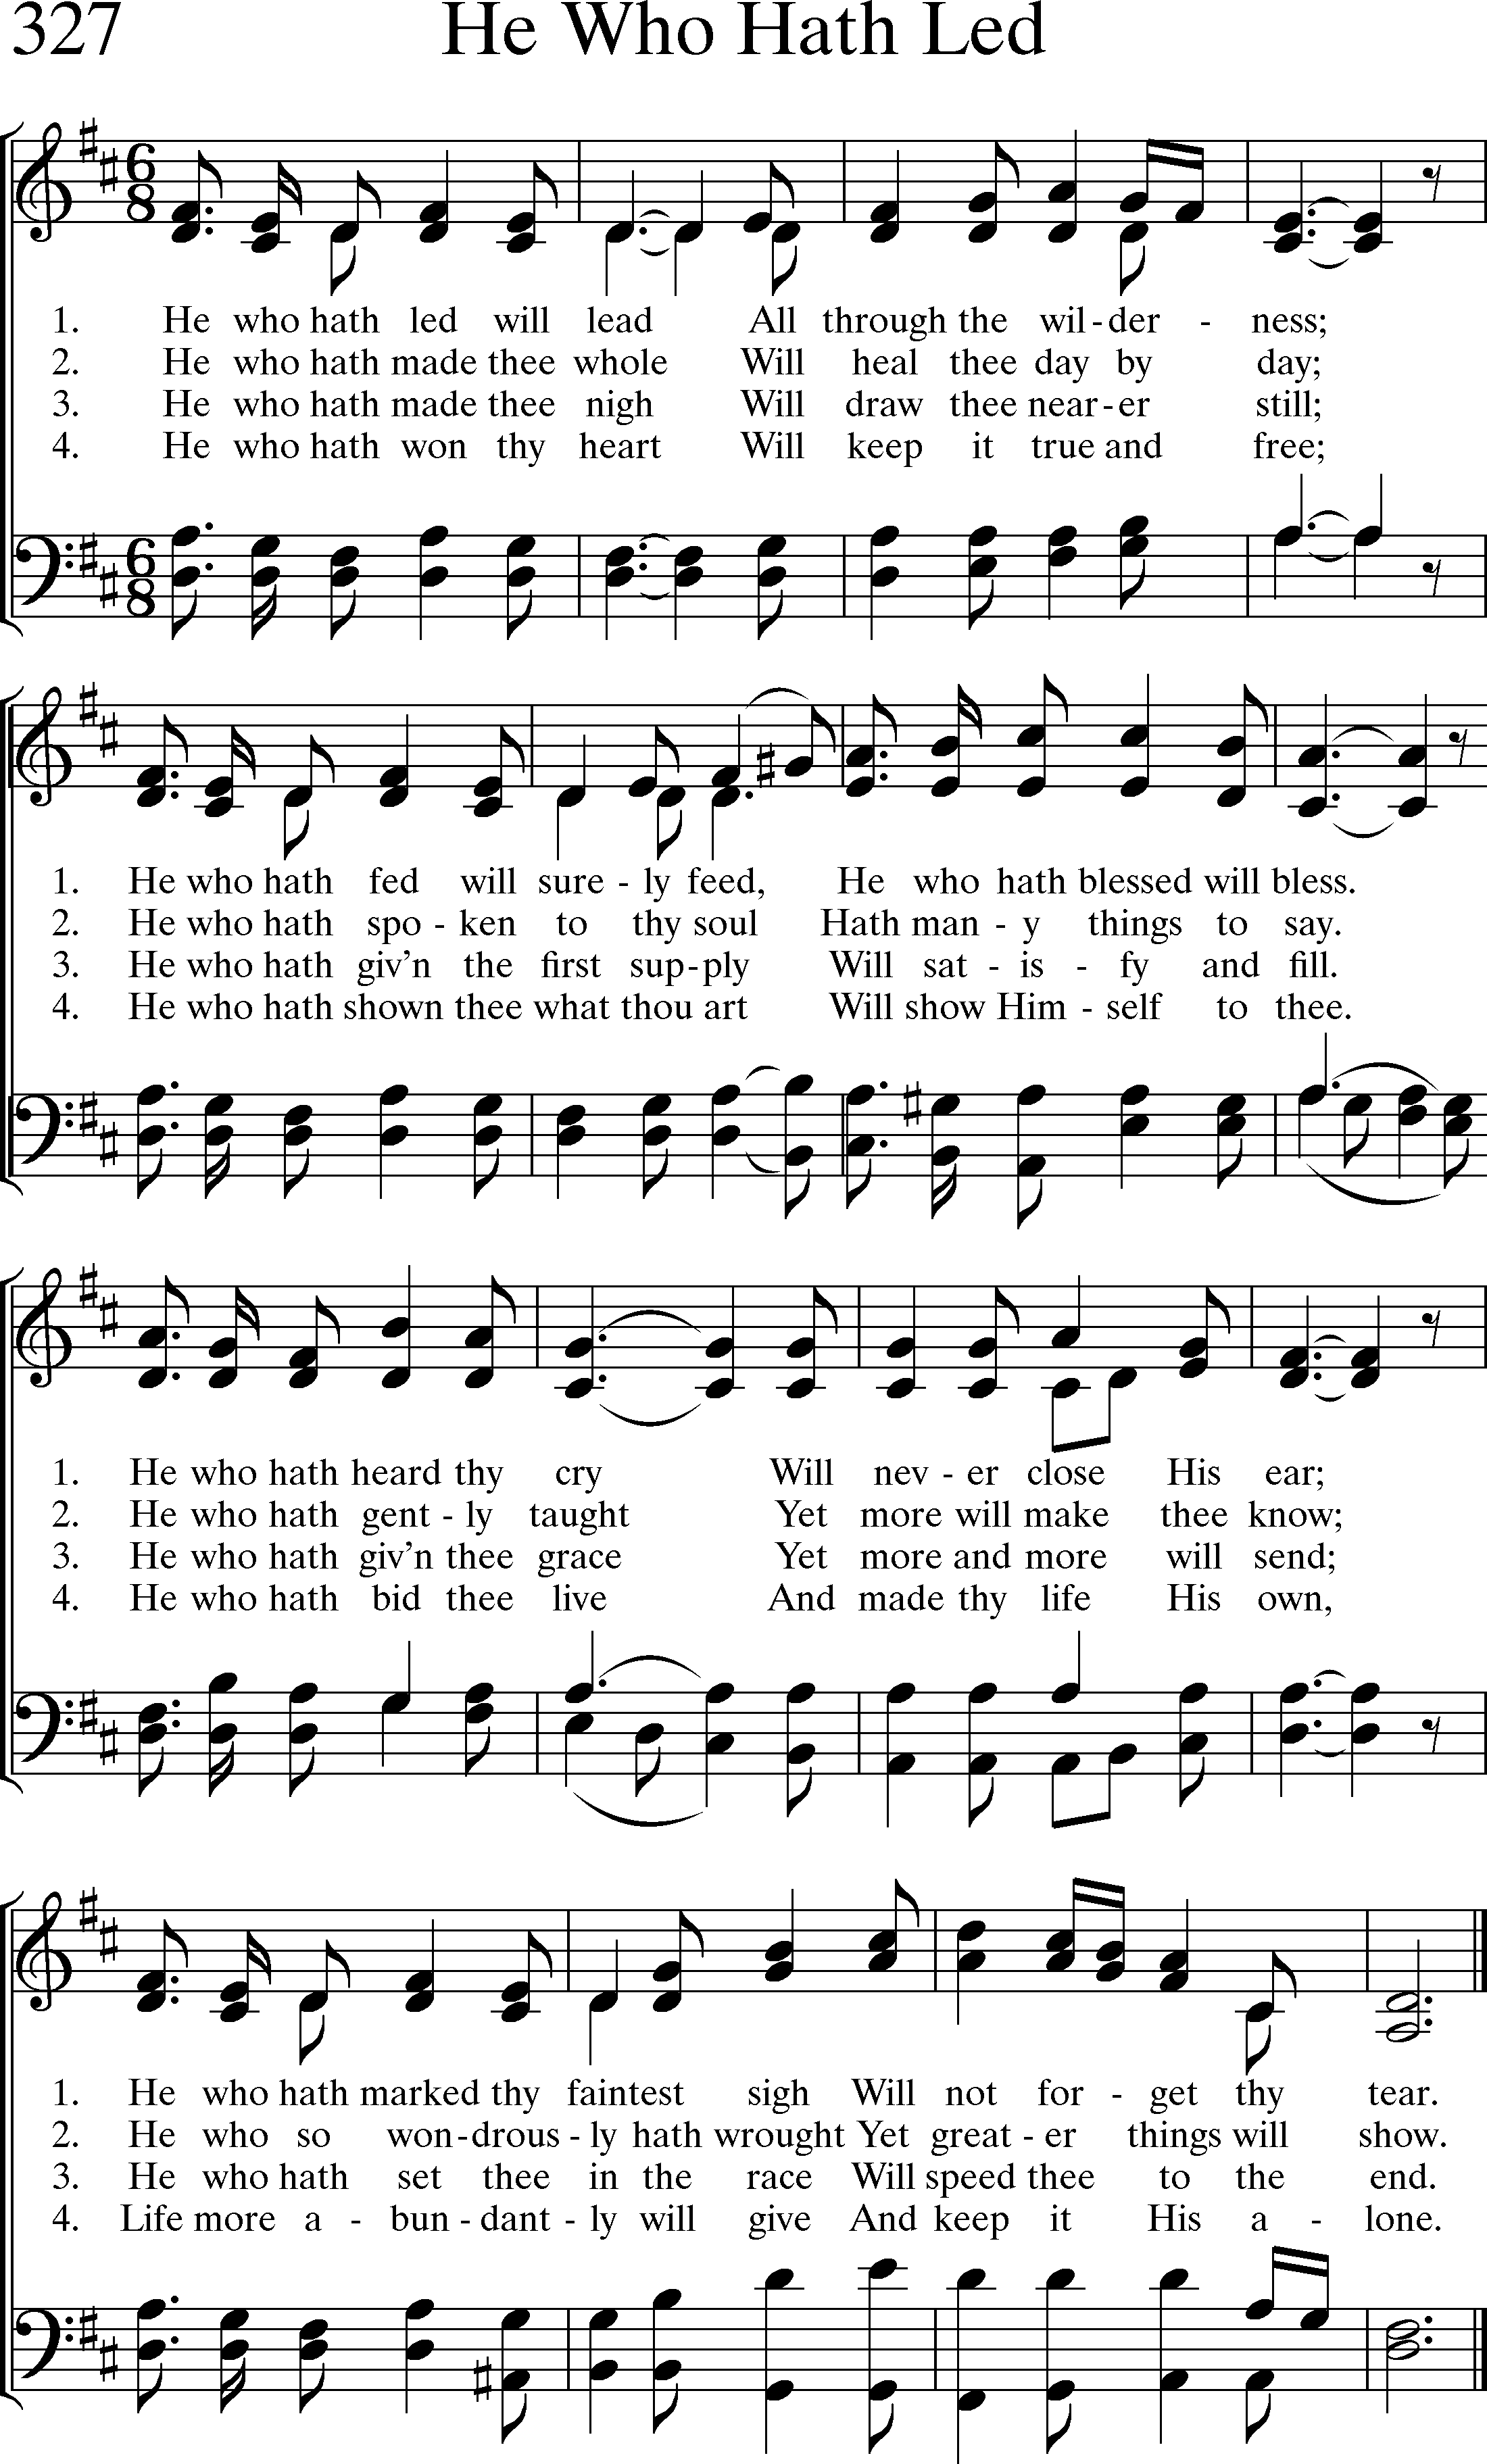 327 He Who Hath Led
6
8
1. He who hath led will lead All through the wil - der - ness;
2. He who hath made thee whole Will heal thee day by day;
3. He who hath made thee nigh Will draw thee near - er still;
4. He who hath won thy heart Will keep it true and free;
6
8
1. He who hath fed will sure - ly feed, He who hath blessed will bless.
2. He who hath spo - ken to thy soul Hath man - y things to say.
3. He who hath giv'n the first sup - ply Will sat - is - fy and fill.
4. He who hath shown thee what thou art Will show Him - self to thee.
1. He who hath heard thy cry Will nev - er close His ear;
2. He who hath gent - ly taught Yet more will make thee know;
3. He who hath giv'n thee grace Yet more and more will send;
4. He who hath bid thee live And made thy life His own,
1. He who hath marked thy faintest sigh Will not for - get thy tear.
2. He who so won - drous - ly hath wrought Yet great - er things will show.
3. He who hath set thee in the race Will speed thee to the end.
4. Life more a - bun - dant - ly will give And keep it His a - lone.